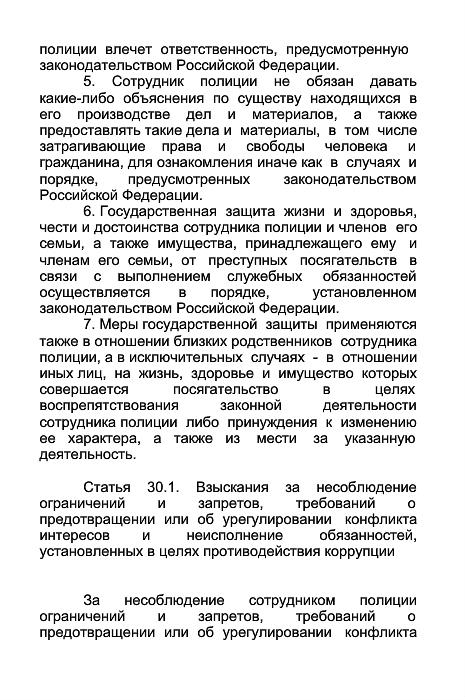 полиции влечет ответственность, предусмотренную
законодательством Российской Федерации.
5. Сотрудник полиции не обязан давать
какие-либо объяснения по существу находящихся в
его производстве дел и материалов, а также
предоставлять такие дела и материалы, в том числе
затрагивающие права и свободы человека и
гражданина, для ознакомления иначе как в случаях и
порядке, предусмотренных законодательством
Российской Федерации.
6. Государственная защита жизни и здоровья,
чести и достоинства сотрудника полиции и членов его
семьи, а также имущества, принадлежащего ему и
членам его семьи, от преступных посягательств в
связи с выполнением служебных обязанностей
осуществляется в порядке, установленном
законодательством Российской Федерации.
7. Меры государственной защиты применяются
также в отношении близких родственников сотрудника
полиции, а в исключительных случаях - в отношении
иных лиц, на жизнь, здоровье и имущество которых
совершается посягательство в целях
воспрепятствования законной деятельности
сотрудника полиции либо принуждения к изменению
ее характера, а также из мести за указанную
деятельность.
Статья 30.1. Взыскания за несоблюдение
ограничений и запретов, требований о
предотвращении или об урегулировании конфликта
интересов и неисполнение обязанностей,
установленных в целях противодействия коррупции
За несоблюдение сотрудником полиции
ограничений и запретов, требований о
предотвращении или об урегулировании конфликта